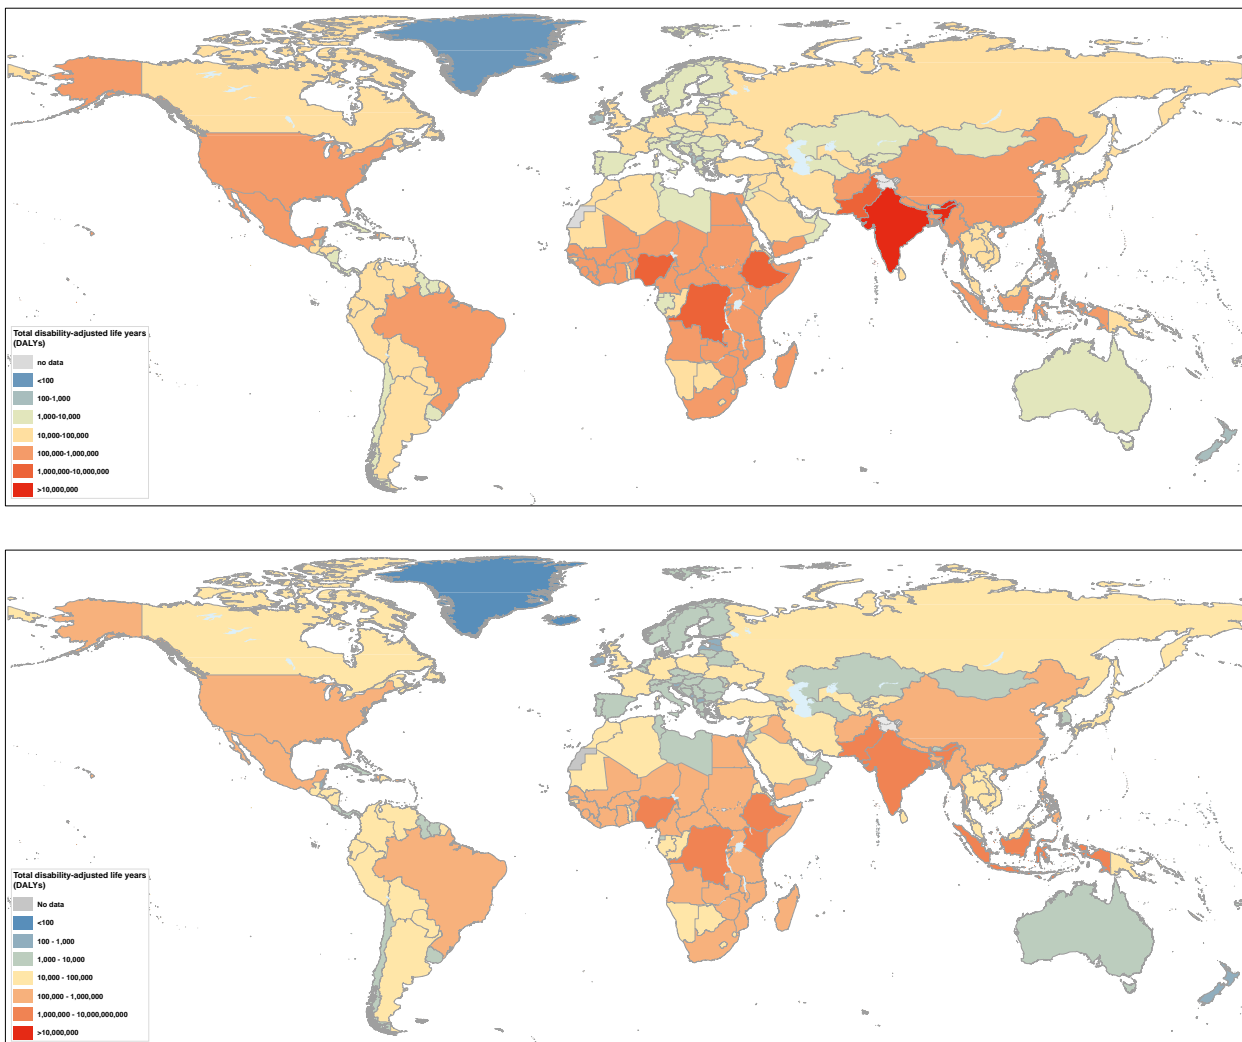 Total disability-adjusted life years
(DALYs)
no data
<100
100-1,000
1,000-10,000
10,000-100,000
100,000-1,000,000
1,000,000-10,000,000
>10,000,000
Total disability-adjusted life years
(DALYs)
No data
<100
100 - 1,000
1,000 - 10,000
10,000 - 100,000
100,000 - 1,000,000
1,000,000 - 10,000,000,000
>10,000,000